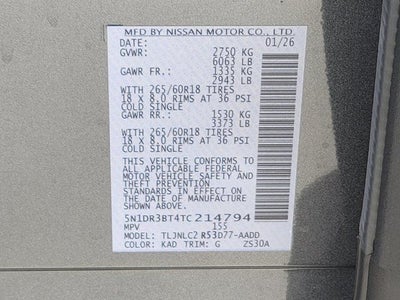 MFD BY NISSAN MOTOR CO., LTD.
DATE: 01/26
GVWR: 2750 KG
6063 LB
GAWR FR.: 1335 KG
2943 LB
WITH 265/60R18 TIRES
18 X 8.0 RIMS AT 36 PSI
COLD SINGLE
GAWR RR.: 1530 KG
3373 LB
WITH 265/60R18 TIRES
18 X 8.0 RIMS AT 36 PSI
COLD SINGLE
THIS VEHICLE CONFORMS TO
ALL APPLICABLE FEDERAL
MOTOR VEHICLE SAFETY AND
THEFT PREVENTION
STANDARDS IN EFFECT ON
THE DATE OF MANUFACTURE
SHOWN ABOVE.
5N1DR3BT4TC214794
MPV 155
MODEL: TLJNLC2 R53D77-AADD
COLOR: KAD TRIM: G ZS30A